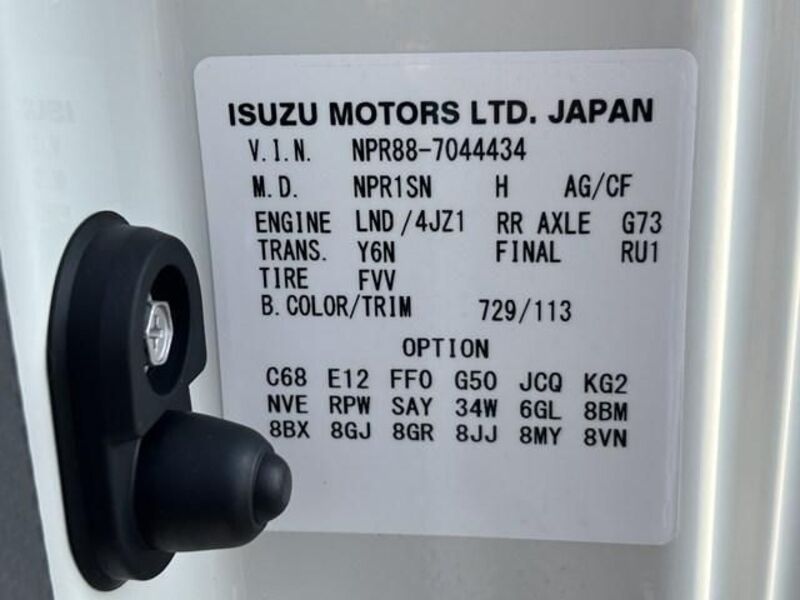 ISUZU MOTORS LTD. JAPAN
V.I.N. NPR88-7044434
M.D. NPR1SN H AG/CF
ENGINE LND/4JZ1 RR AXLE G73
TRANS. Y6N FINAL RU1
TIRE FVV
B.COLOR/TRIM 729/113
OPTION
C68 E12 FF0 G50 JCQ KG2
NVE RPW SAY 34W 6GL 8BM
8BX 8GJ 8GR 8JJ 8MY 8VN